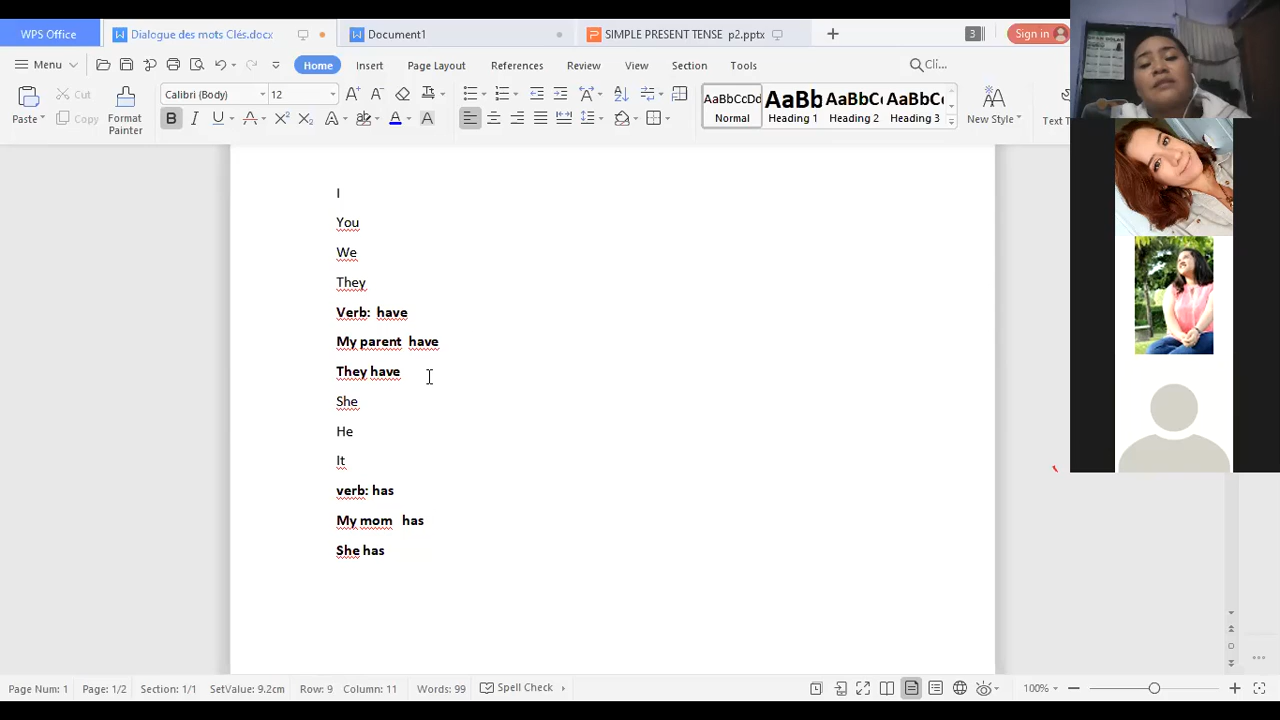 WPS Office
Dialogue des mots Clés.docx
Document1
SIMPLE PRESENT TENSE p2.pptx
3
Sign in
Menu
Home
Insert
Page Layout
References
Review
View
Section
Tools
Cli...
Paste
Cut
Copy
Format
Painter
Calibri (Body)
12
AaBbCcDd
Normal
AaBb
Heading 1
AaBbC
Heading 2
AaBbC
Heading 3
New Style
Text T
I
You
We
They
Verb: have
My parent have
They have
She
He
It
verb: has
My mom has
She has
Page Num: 1
Page: 1/2
Section: 1/1
SetValue: 9.2cm
Row: 9
Column: 11
Words: 99
Spell Check
100%